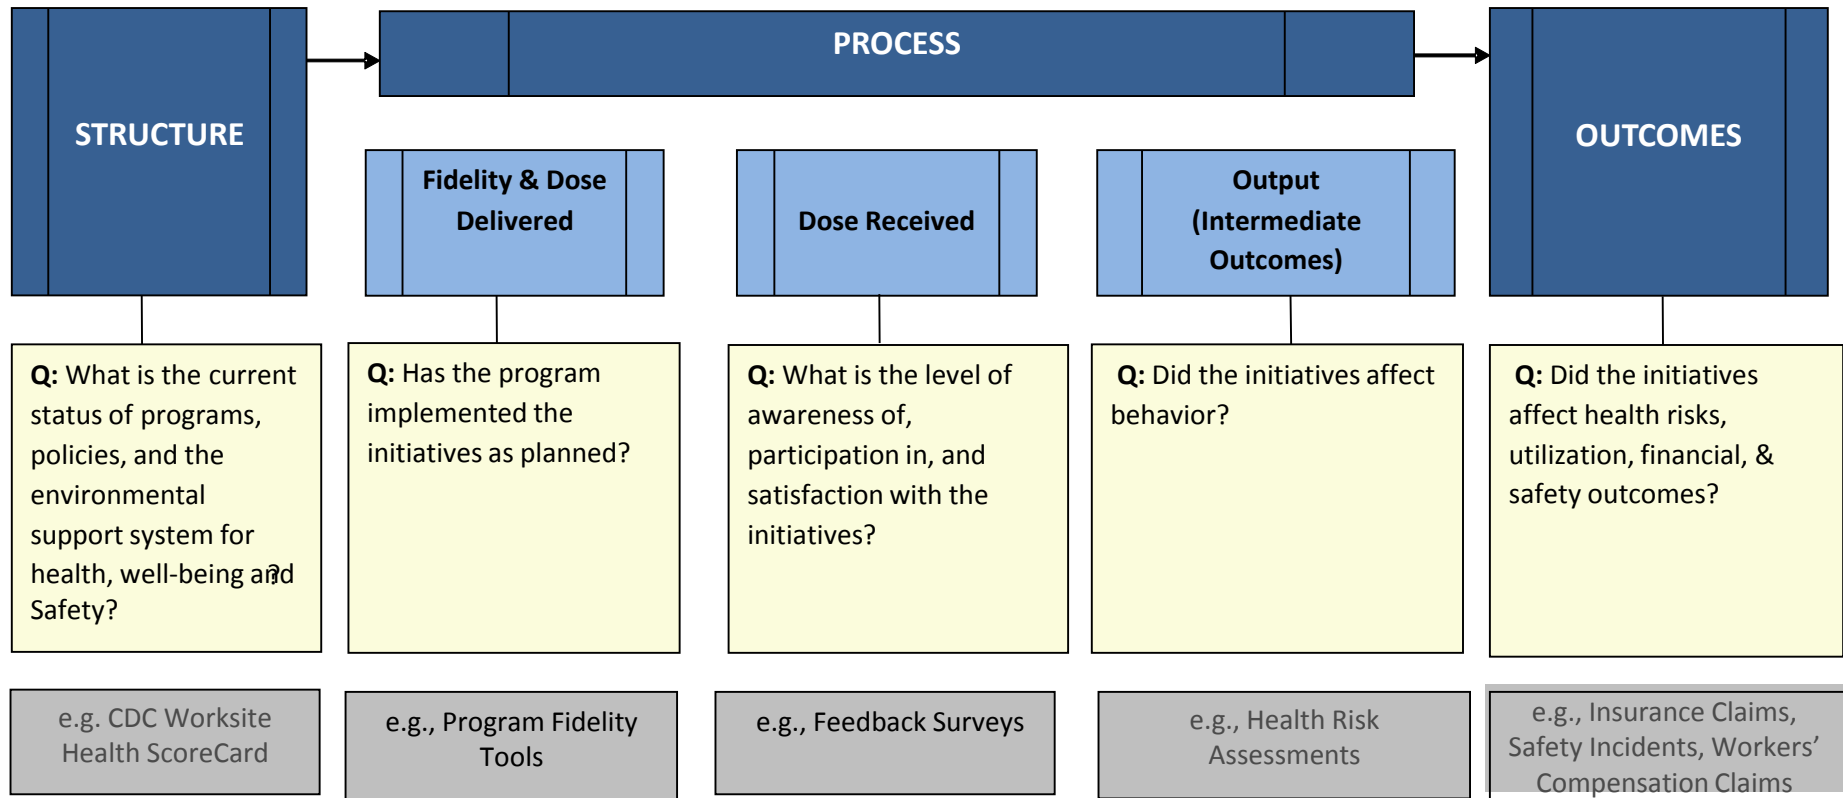 PROCESS
STRUCTURE
OUTCOMES
Fidelity & Dose
Delivered
Dose Received
Output
(Intermediate
Outcomes)
Q: What is the current
status of programs,
policies, and the
environmental
support system for
health, well-being and
?
Safety?
Q: Has the program
implemented the
initiatives as planned?
Q: What is the level of
awareness of,
participation in, and
satisfaction with the
initiatives?
Q: Did the initiatives affect
behavior?
Q: Did the initiatives
affect health risks,
utilization, financial, &
safety outcomes?
e.g. CDC Worksite
Health ScoreCard
e.g., Program Fidelity
Tools
e.g., Feedback Surveys
e.g., Health Risk
Assessments
e.g., Insurance Claims,
Safety Incidents, Workers’
Compensation Claims